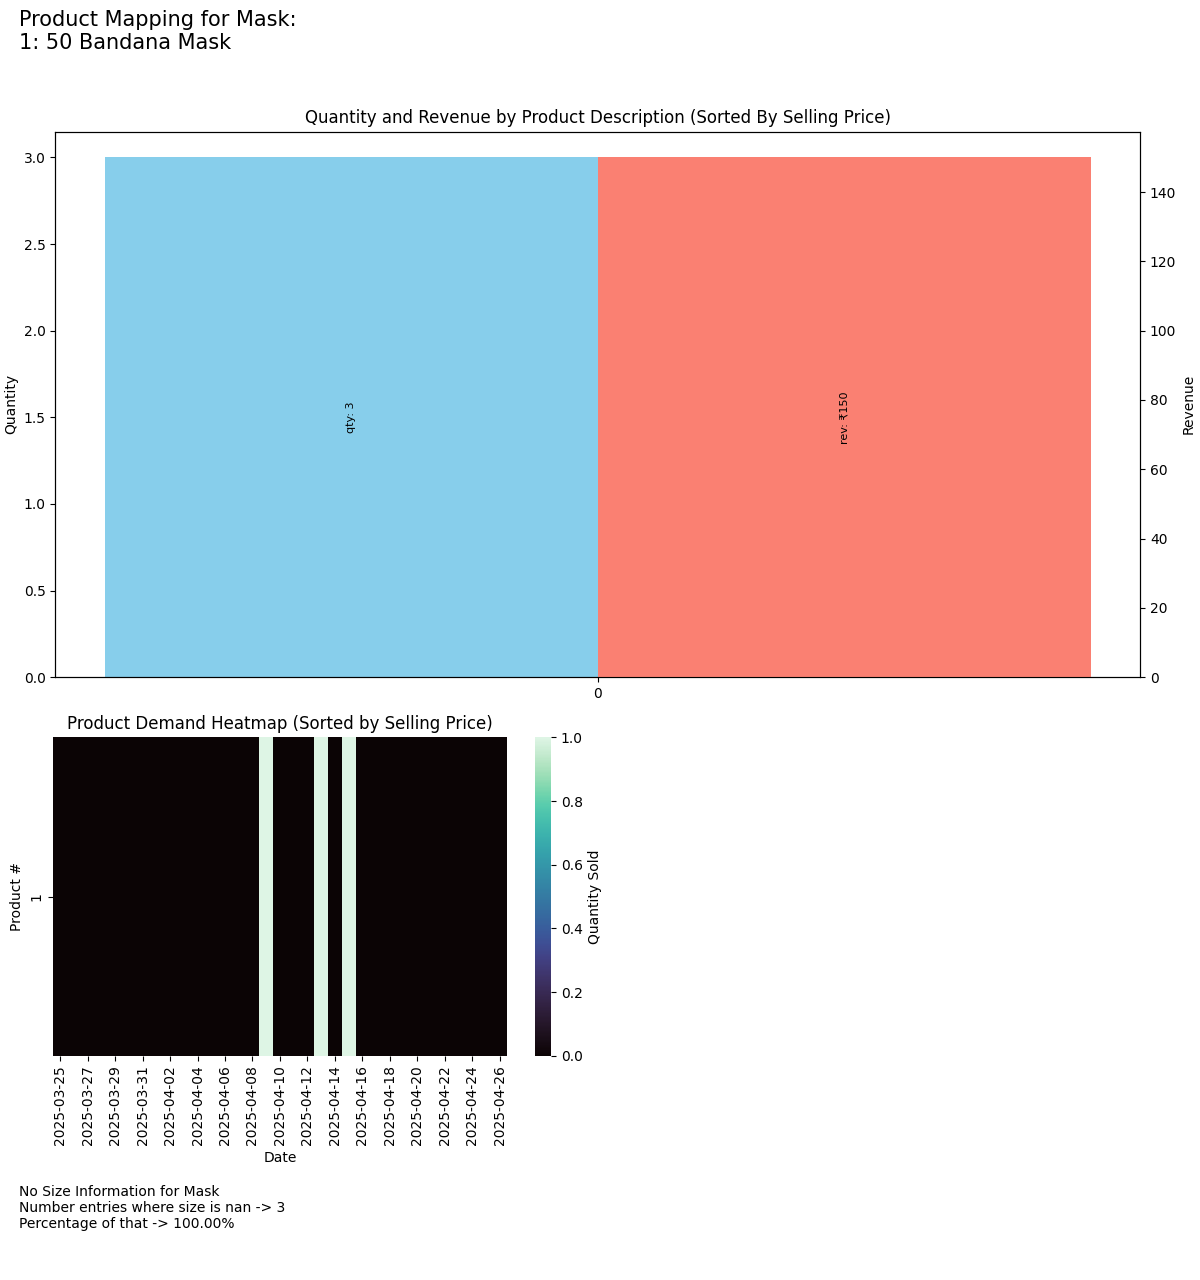 Product Mapping for Mask:
1: 50 Bandana Mask
Quantity and Revenue by Product Description (Sorted By Selling Price)
3.0
2.5
2.0
1.5
1.0
0.5
0.0
Quantity
qty: 3
rev: ₹150
140
120
100
80
60
40
20
0
Revenue
0
Product Demand Heatmap (Sorted by Selling Price)
Product #
1
1.0
0.8
0.6
0.4
0.2
0.0
Quantity Sold
2025-03-25
2025-03-27
2025-03-29
2025-03-31
2025-04-02
2025-04-04
2025-04-06
2025-04-08
2025-04-10
2025-04-12
2025-04-14
2025-04-16
2025-04-18
2025-04-20
2025-04-22
2025-04-24
2025-04-26
Date
No Size Information for Mask
Number entries where size is nan -> 3
Percentage of that -> 100.00%